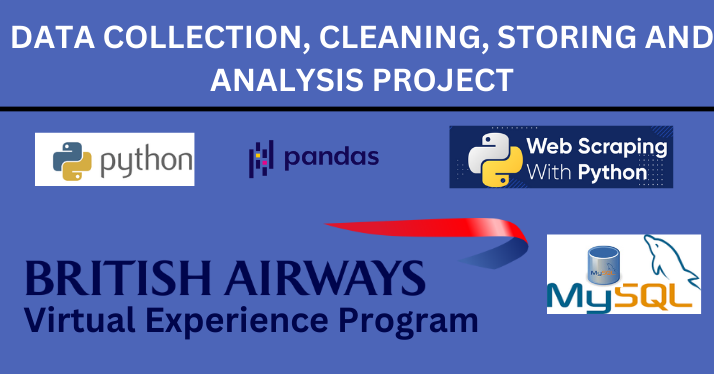 DATA COLLECTION, CLEANING, STORING AND
ANALYSIS PROJECT
python
pandas
Web Scraping
With Python
BRITISH AIRWAYS
Virtual Experience Program
MySQL
MySQL